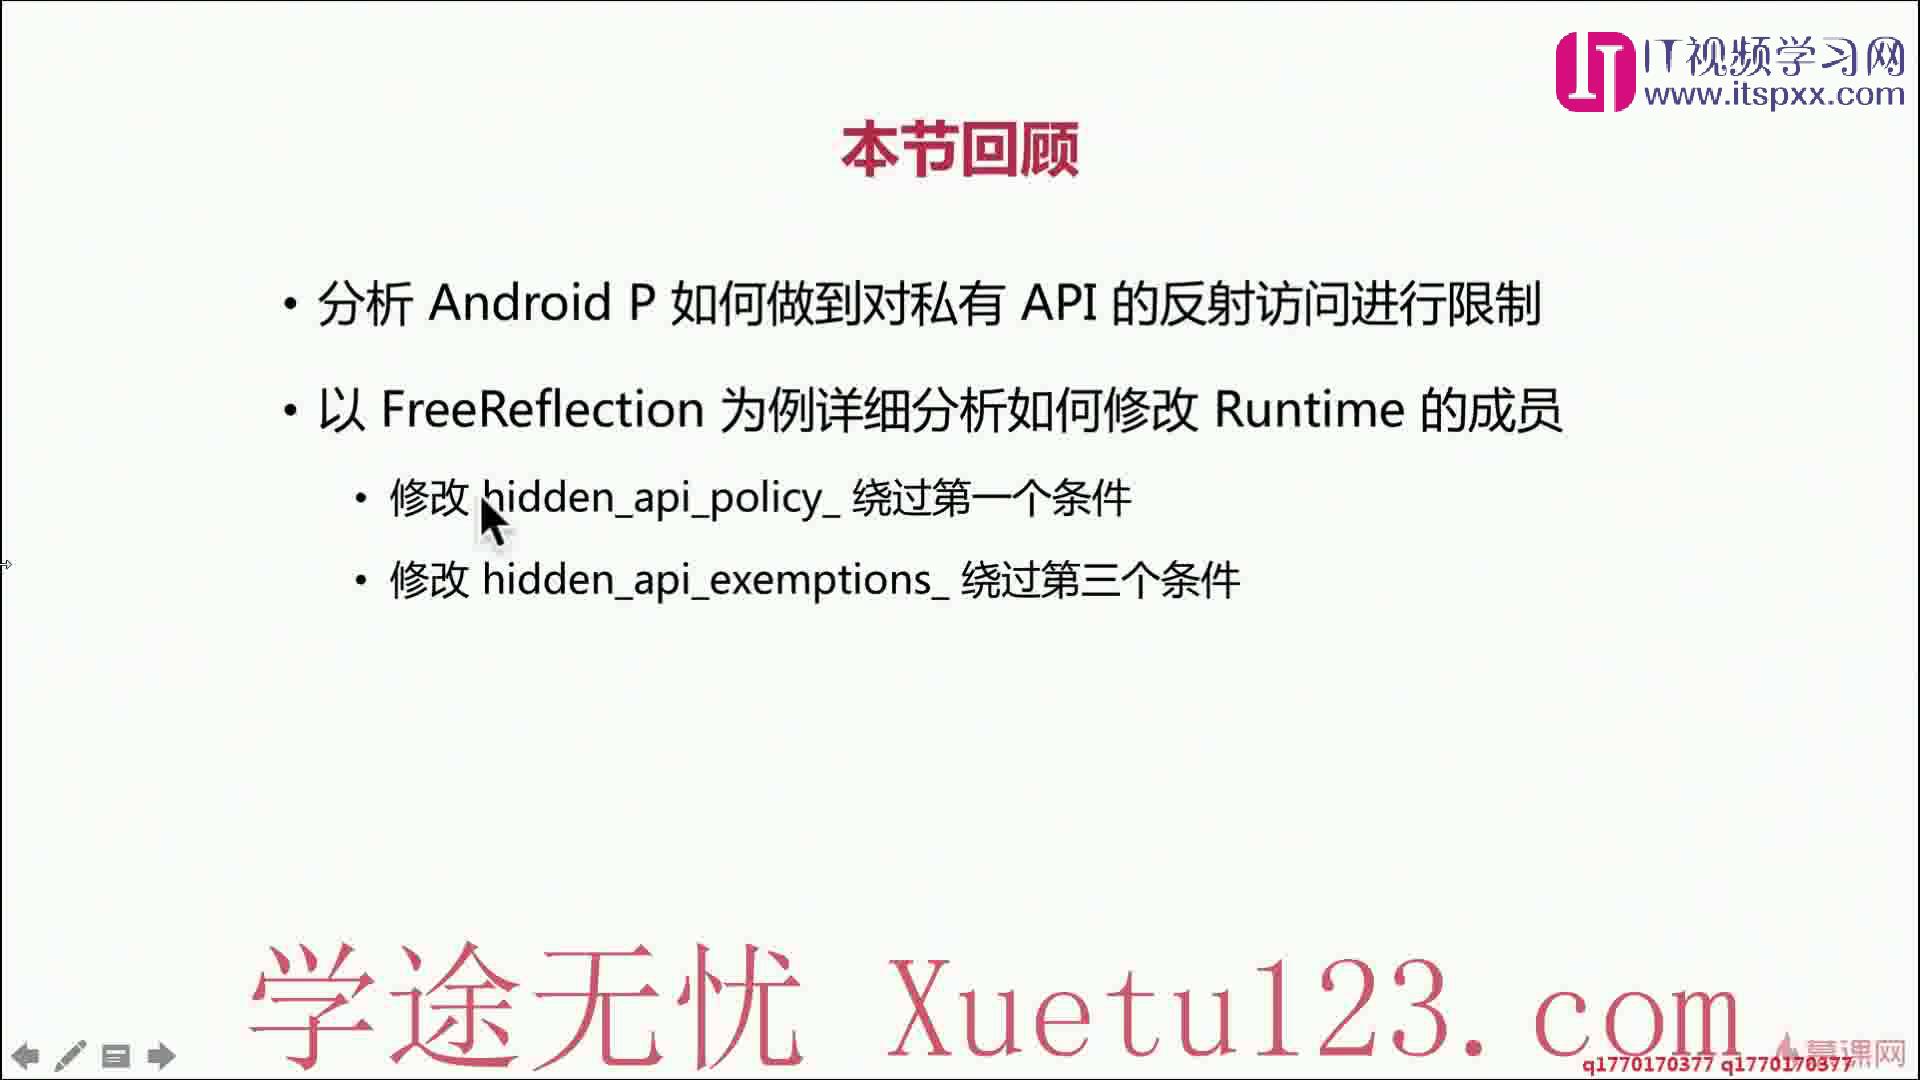 IT视频学习网
www.itspxx.com
本节回顾
• 分析 Android P 如何做到对私有 API 的反射访问进行限制
• 以 FreeReflection 为例详细分析如何修改 Runtime 的成员
• 修改 hidden_api_policy_ 绕过第一个条件
• 修改 hidden_api_exemptions_ 绕过第三个条件
学途无忧 Xuetu123.com
慕课网
q1770170377 q1770170377